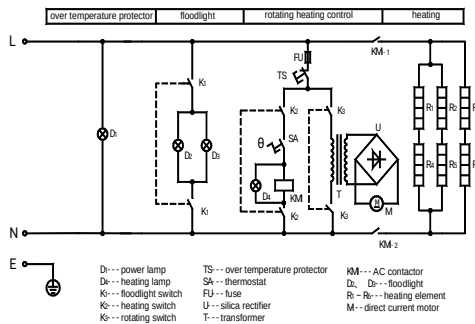 over temperature protector
floodlight
rotating heating control
heating
L
KM-1
FU
TS
K1
K2
K3
R1
R2
D1
θ
SA
U
D2
D3
R4
R5
T
D4
KM
M
K1
K2
K3
N
KM-2
E
D1--- power lamp
D4--- heating lamp
K1--- floodlight switch
K2--- heating switch
K3--- rotating switch
TS--- over temperature protector
SA--- thermostat
FU--- fuse
U--- silica rectifier
T--- transformer
KM--- AC contactor
D2、 D3--- floodlight
R1 ~ R6--- heating element
M--- direct current motor